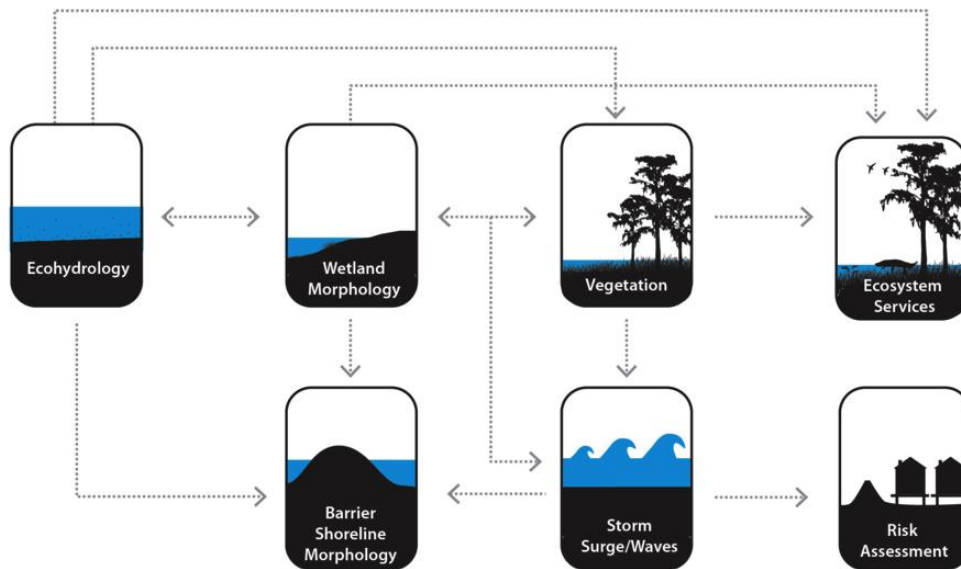 Ecohydrology
Wetland
Morphology
Vegetation
Ecosystem
Services
Barrier
Shoreline
Morphology
Storm
Surge/Waves
Risk
Assessment